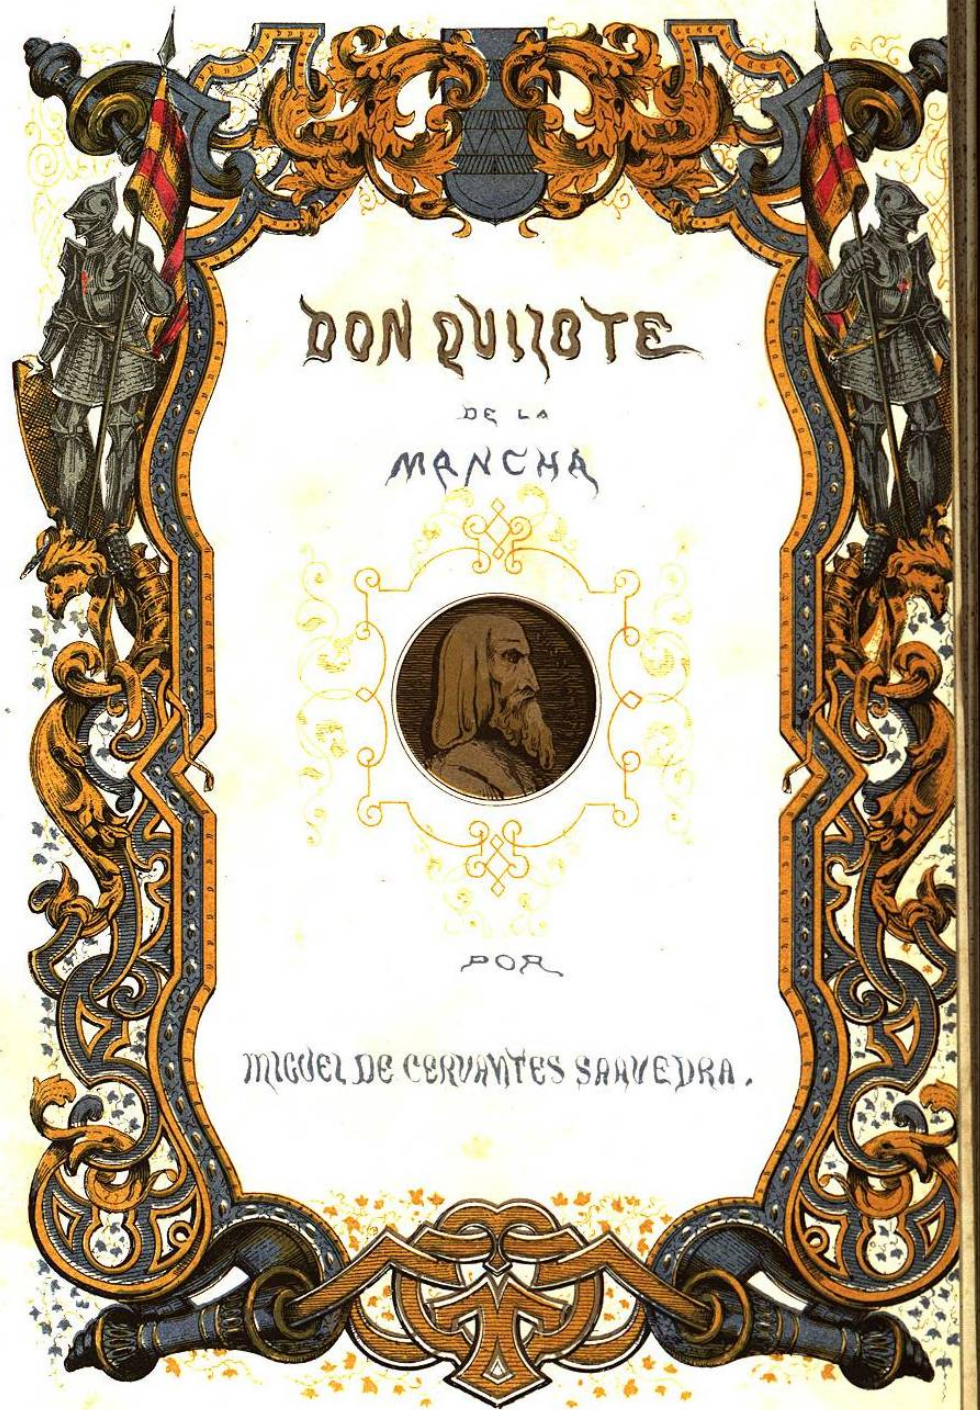 DON QUIJOTE
DE LA
MANCHA
POR
MIGUEL DE CERVANTES SAAVEDRA.